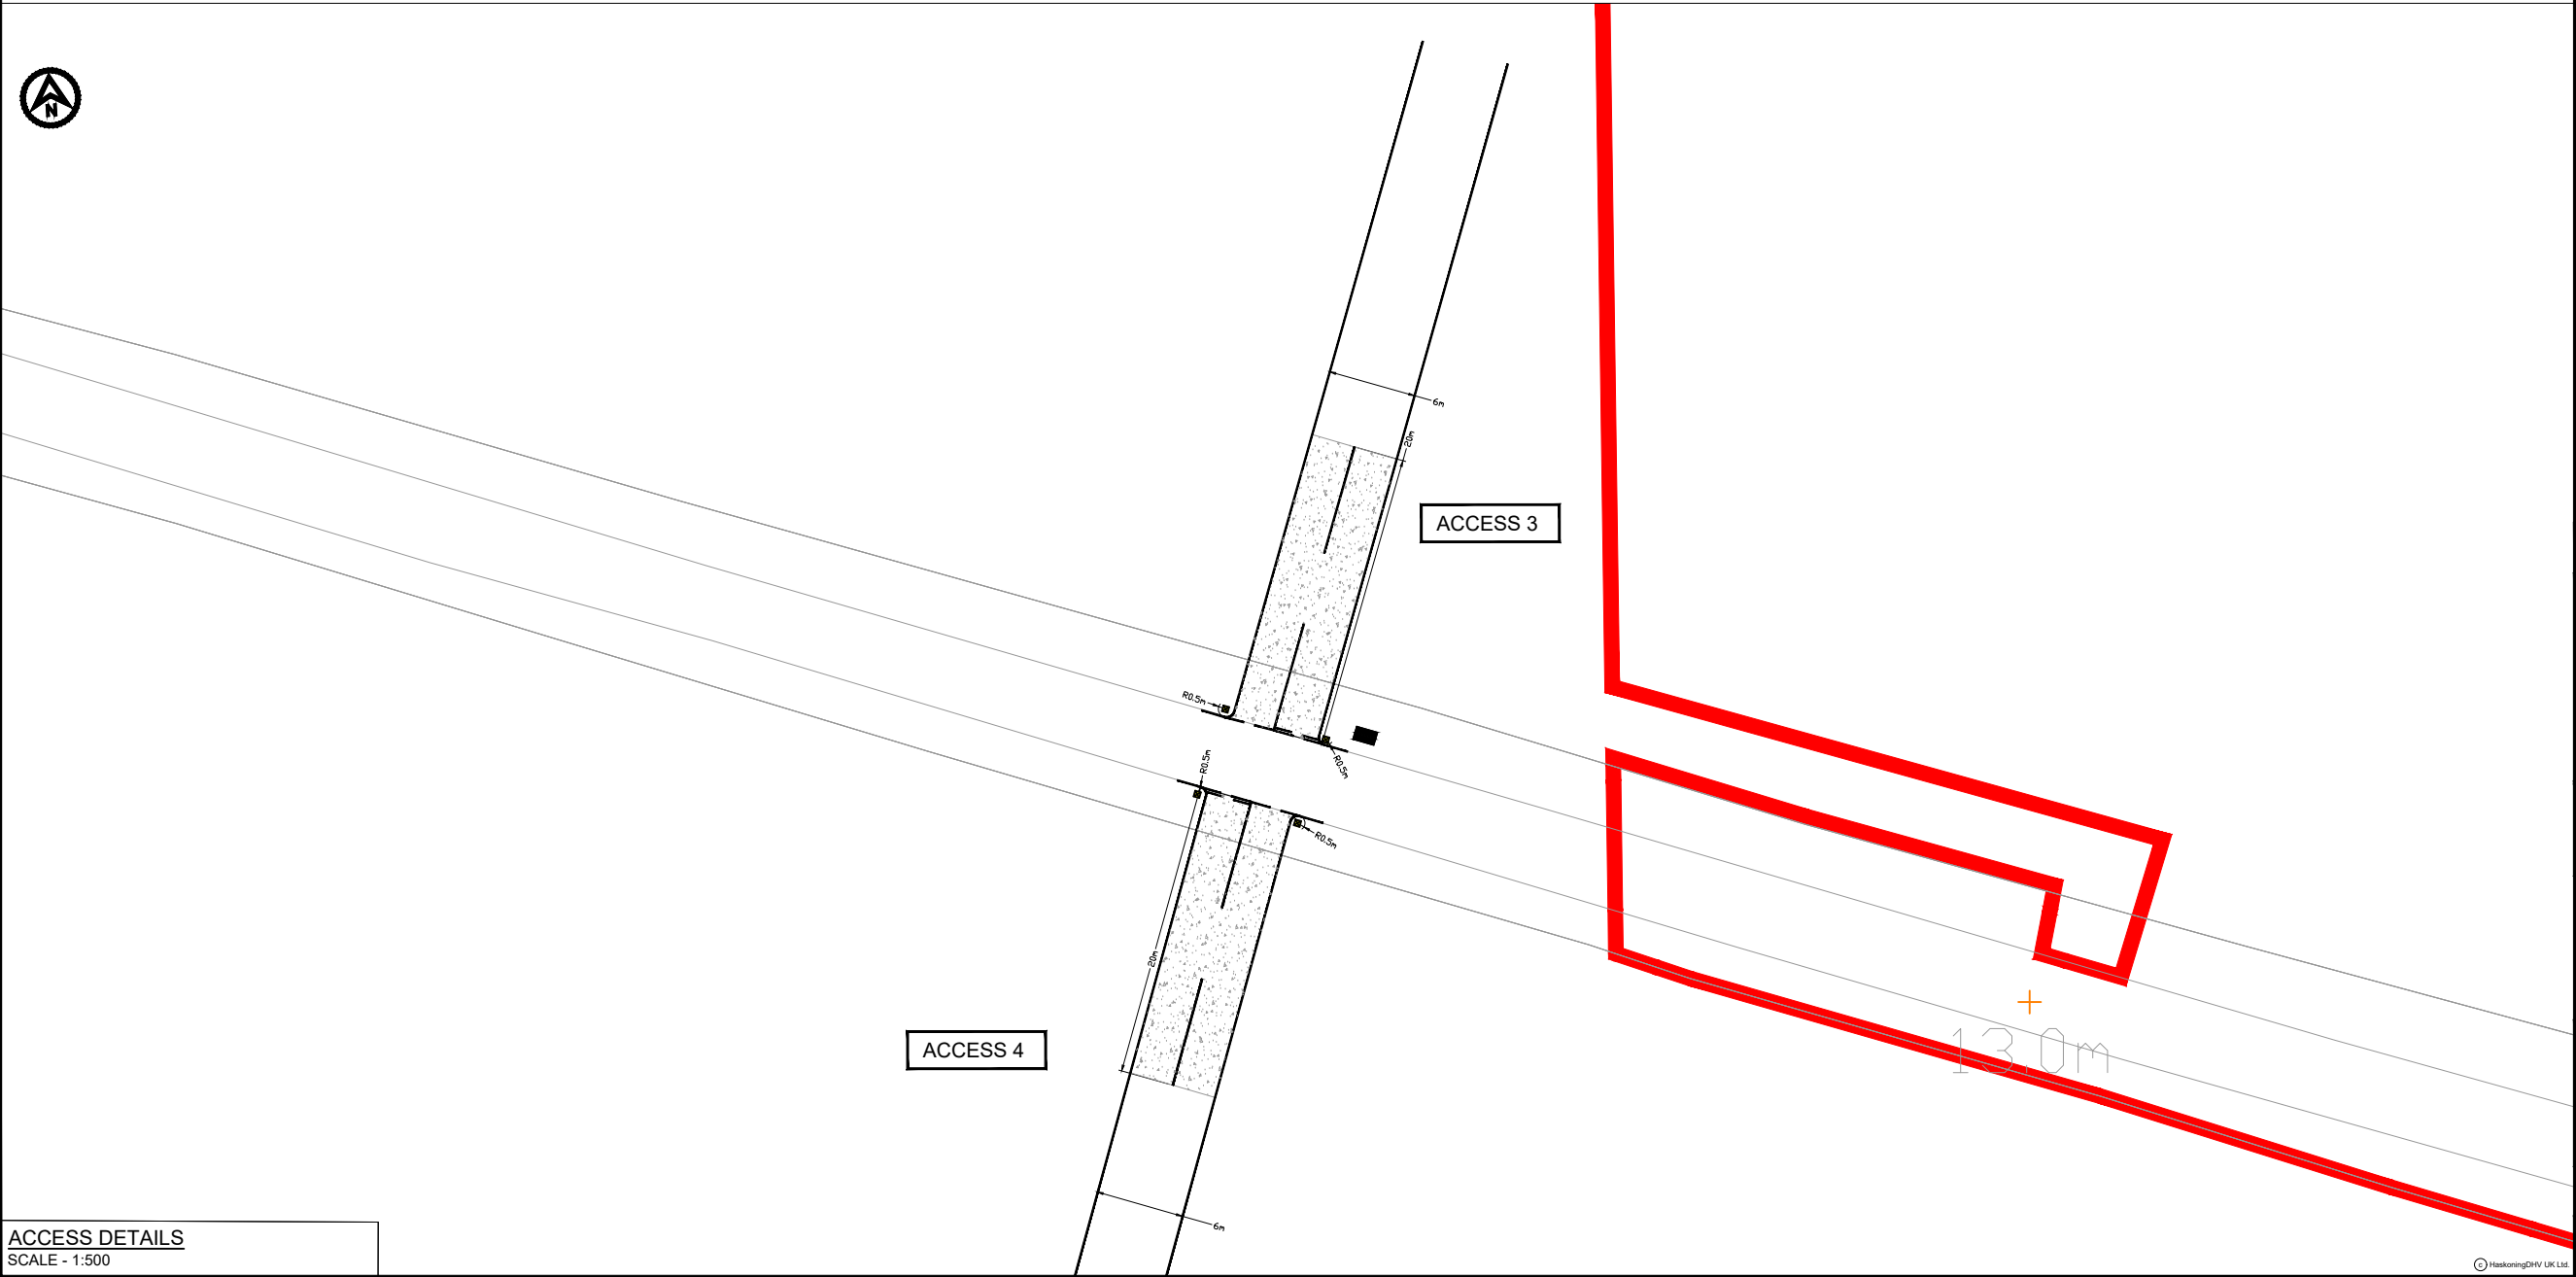 N
6m
20m
ACCESS 3
R0.5m
R0.5m
R0.5m
R0.5m
20m
13.0m
ACCESS 4
6m
ACCESS DETAILS
SCALE - 1:500
c HaskoningDHV UK Ltd.